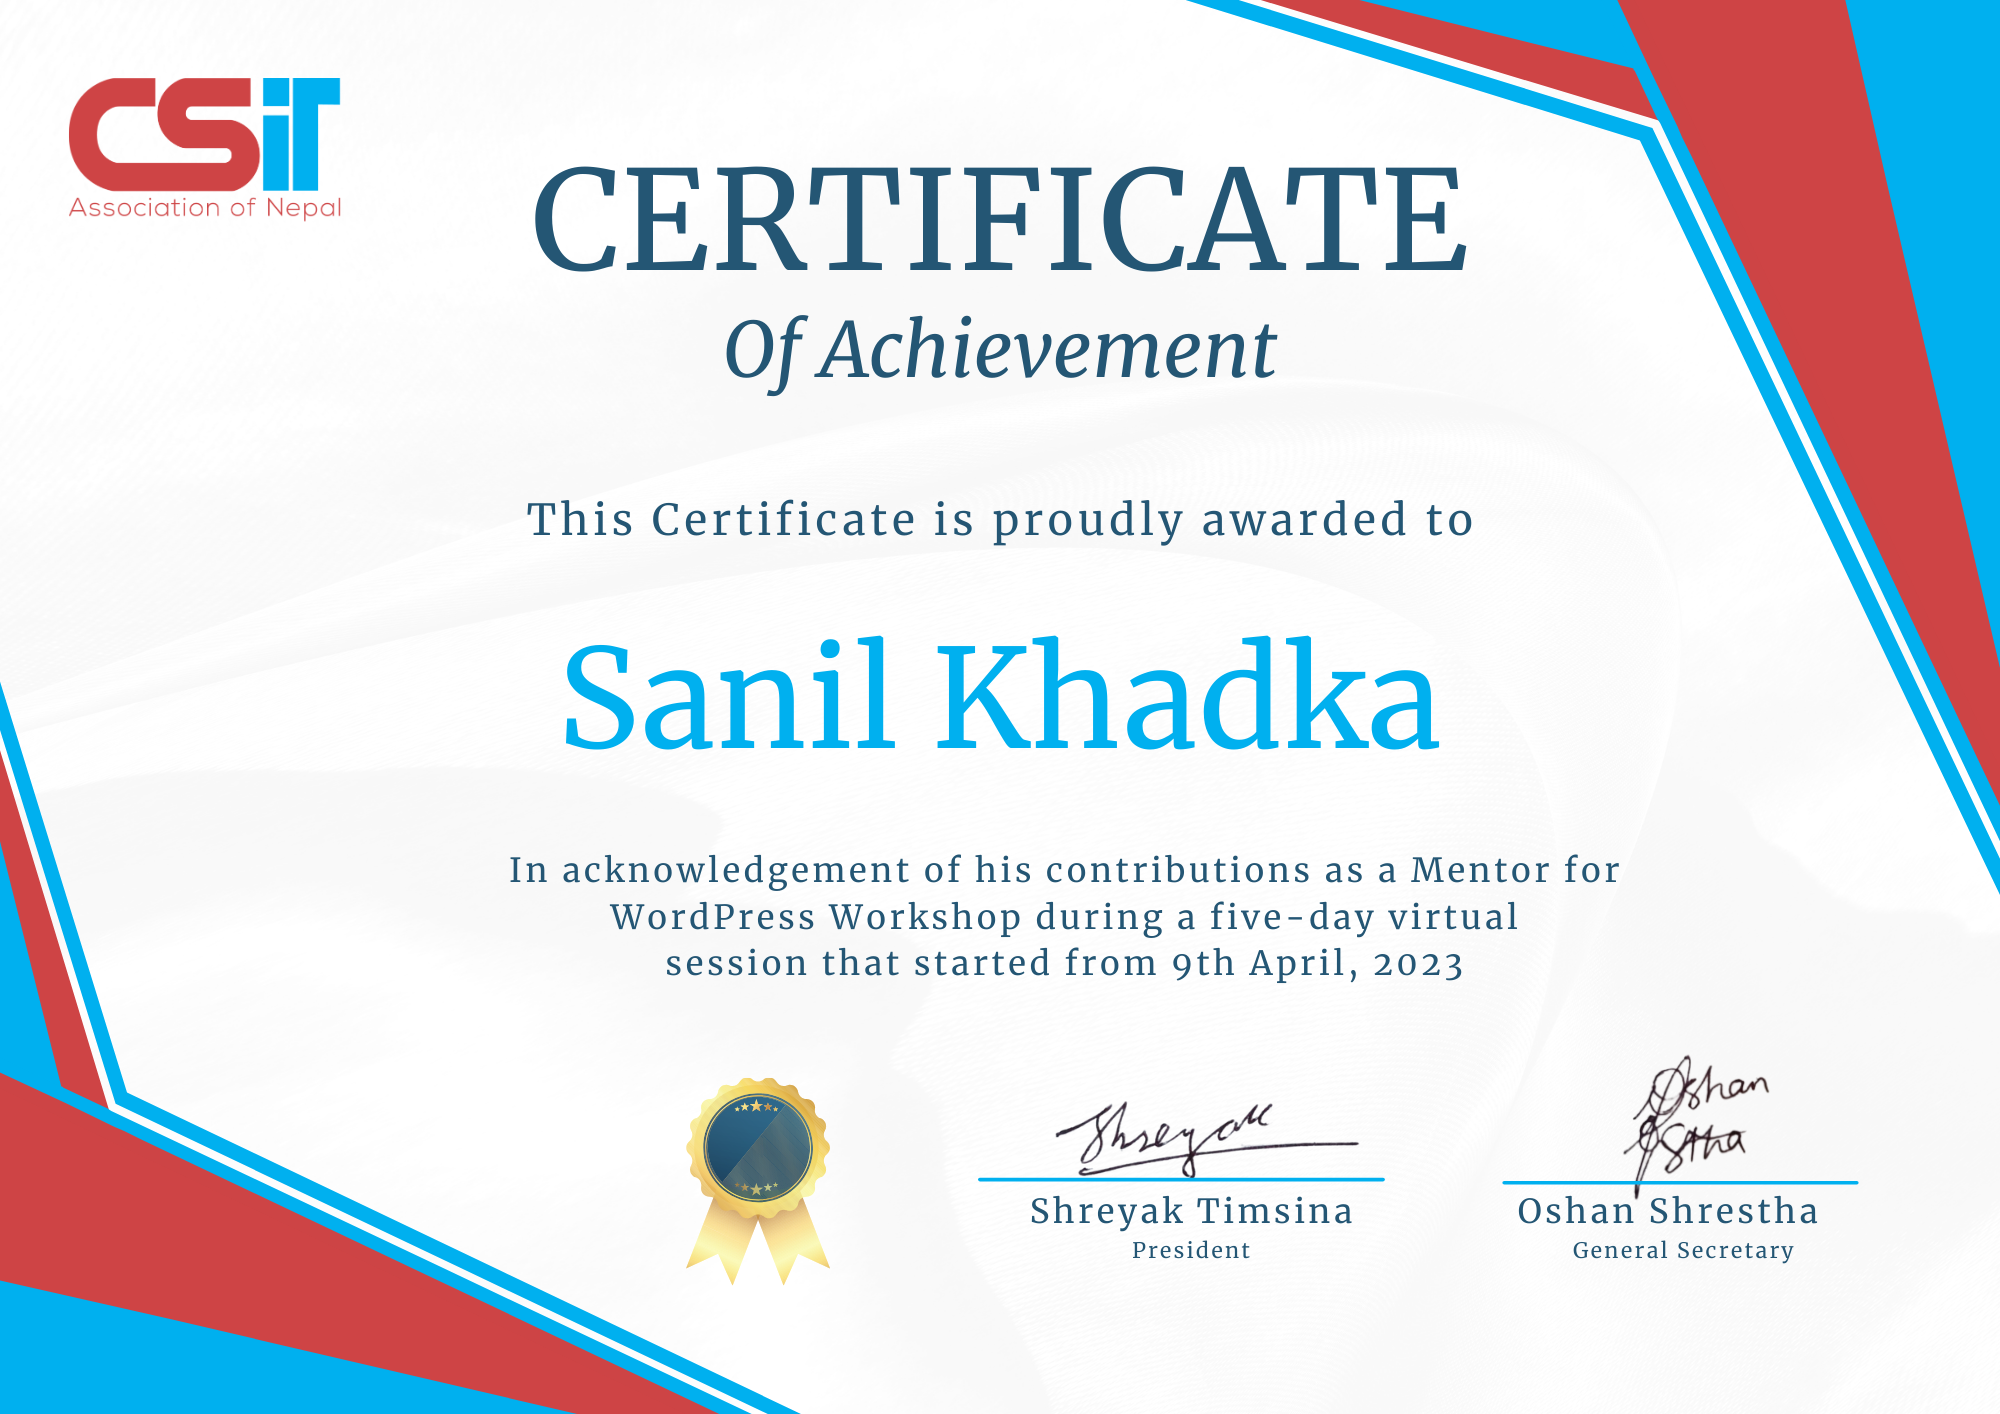 CSiT
Association of Nepal
CERTIFICATE
Of Achievement
This Certificate is proudly awarded to
Sanil Khadka
In acknowledgement of his contributions as a Mentor for
WordPress Workshop during a five-day virtual
session that started from 9th April, 2023
Shreyak
Oshan
Stha
Shreyak Timsina
Oshan Shrestha
President
General Secretary